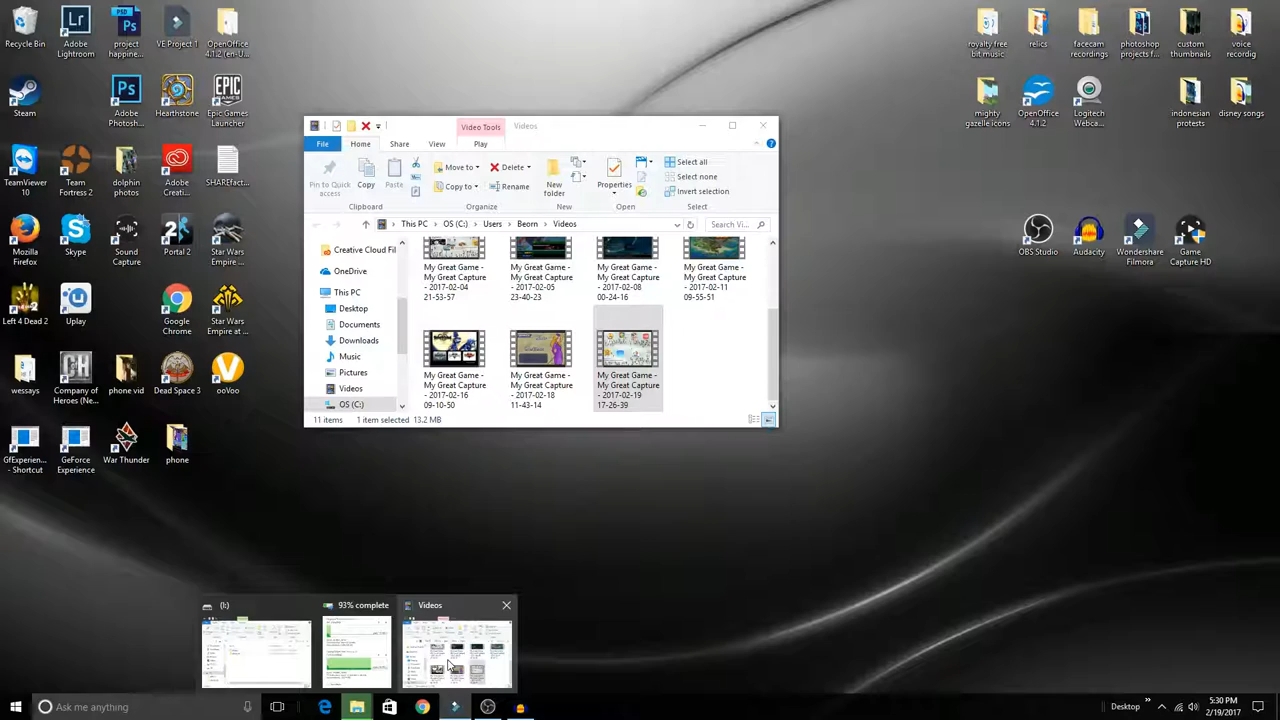 Recycle Bin
Adobe
Lightroom
project
happine...
VE Project 1
OpenOffice
4.1.2 (en-U...
royalty free
bit music
relics
facecam
recordings
photoshop
projects f...
custom
thumbnails
voice
recordig
Steam
Adobe
Photosh...
Hearthstone
Epic Games
Launcher
mighty
gazelle icons
OpenOffice
4.1.2
Logitech
Webca...
rhonesian
protests
disney songs
TeamViewer
10
Team
Fortress 2
dolphin
photos
Adobe
Creati...
SHAREfact...
Mozilla
Firefox
Skype
Sound
Capture
Portal 2
Star Wars
Empire ...
OBS Studio
Audacity
Wondershare
Filmora
Game
Capture HD
Left 4 Dead 2
Uplay
Google
Chrome
Star Wars
Empire at ...
wessays
Company of
Heroes (Ne...
phone vid
Dead Space 3
ooVoo
GfExperien...
- Shortcut
GeForce
Experience
War Thunder
phone
Video Tools
Videos
File
Home
Share
View
Play
Pin to Quick
access
Copy
Paste
Move to
Copy to
Delete
Rename
New
folder
Properties
Select all
Select none
Invert selection
Clipboard
Organize
New
Open
Select
This PC > OS (C:) > Users > Beorn > Videos
Search Vi...
Creative Cloud Fil
OneDrive
This PC
Desktop
Documents
Downloads
Music
Pictures
Videos
OS (C:)
My Great Game -
My Great Capture
- 2017-02-04
21-53-57
My Great Game -
My Great Capture
- 2017-02-05
23-40-23
My Great Game -
My Great Capture
- 2017-02-08
00-24-16
My Great Game -
My Great Capture
- 2017-02-11
09-55-51
My Great Game -
My Great Capture
- 2017-02-16
09-10-50
My Great Game -
My Great Capture
- 2017-02-18
11-43-14
My Great Game -
My Great Capture
- 2017-02-19
17-26-39
11 items
1 item selected 13.2 MB
(I:)
93% complete
Videos
Ask me anything
Desktop
5:30 PM
2/19/2017